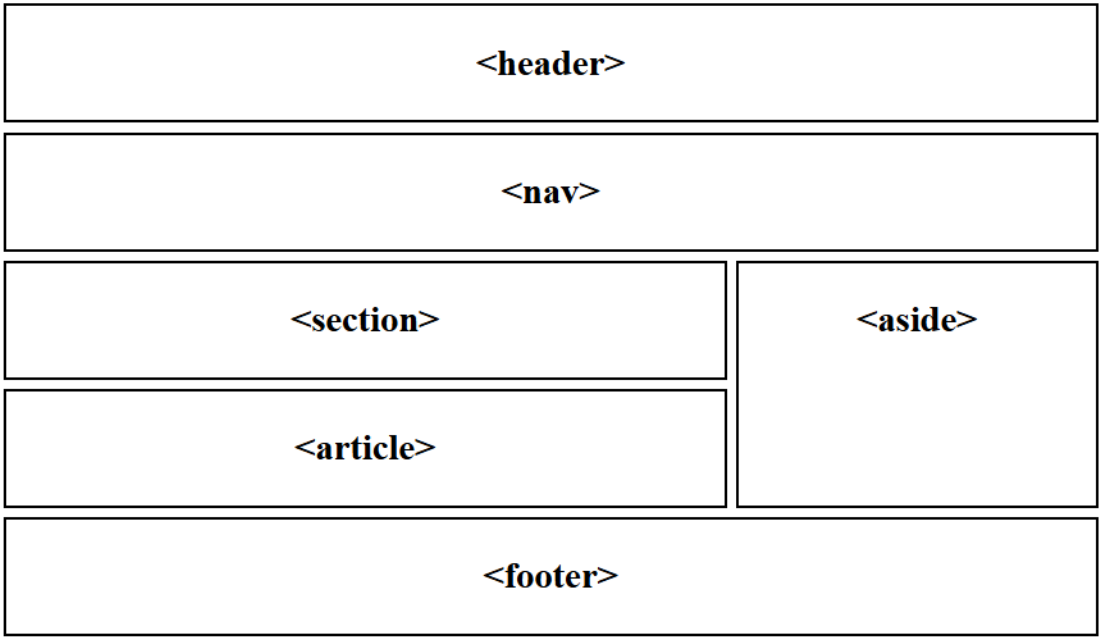 <header>
<nav>
<section>
<aside>
<article>
<footer>